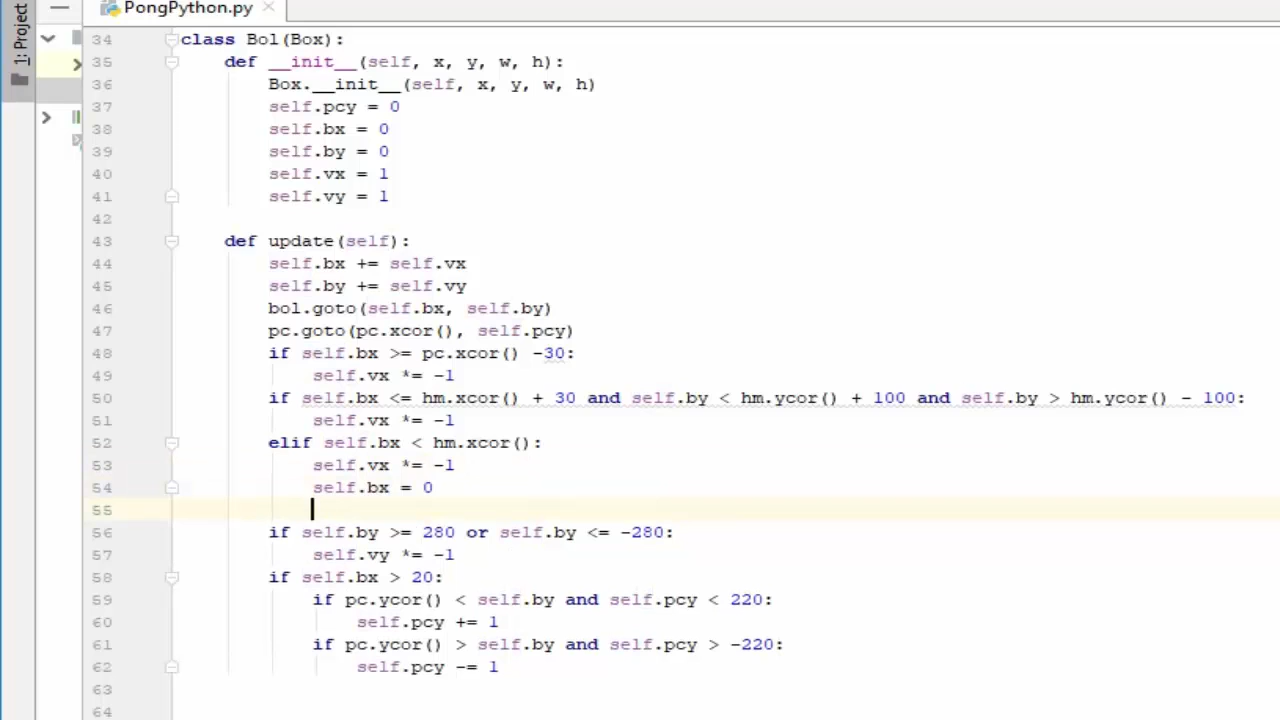 1: Project
PongPython.py
34 class Bol(Box):
35 def __init__(self, x, y, w, h):
36 Box.__init__(self, x, y, w, h)
37 self.pcy = 0
38 self.bx = 0
39 self.by = 0
40 self.vx = 1
41 self.vy = 1
42
43 def update(self):
44 self.bx += self.vx
45 self.by += self.vy
46 bol.goto(self.bx, self.by)
47 pc.goto(pc.xcor(), self.pcy)
48 if self.bx >= pc.xcor() -30:
49 self.vx *= -1
50 if self.bx <= hm.xcor() + 30 and self.by < hm.ycor() + 100 and self.by > hm.ycor() - 100:
51 self.vx *= -1
52 elif self.bx < hm.xcor():
53 self.vx *= -1
54 self.bx = 0
55
56 if self.by >= 280 or self.by <= -280:
57 self.vy *= -1
58 if self.bx > 20:
59 if pc.ycor() < self.by and self.pcy < 220:
60 self.pcy += 1
61 if pc.ycor() > self.by and self.pcy > -220:
62 self.pcy -= 1
63
64